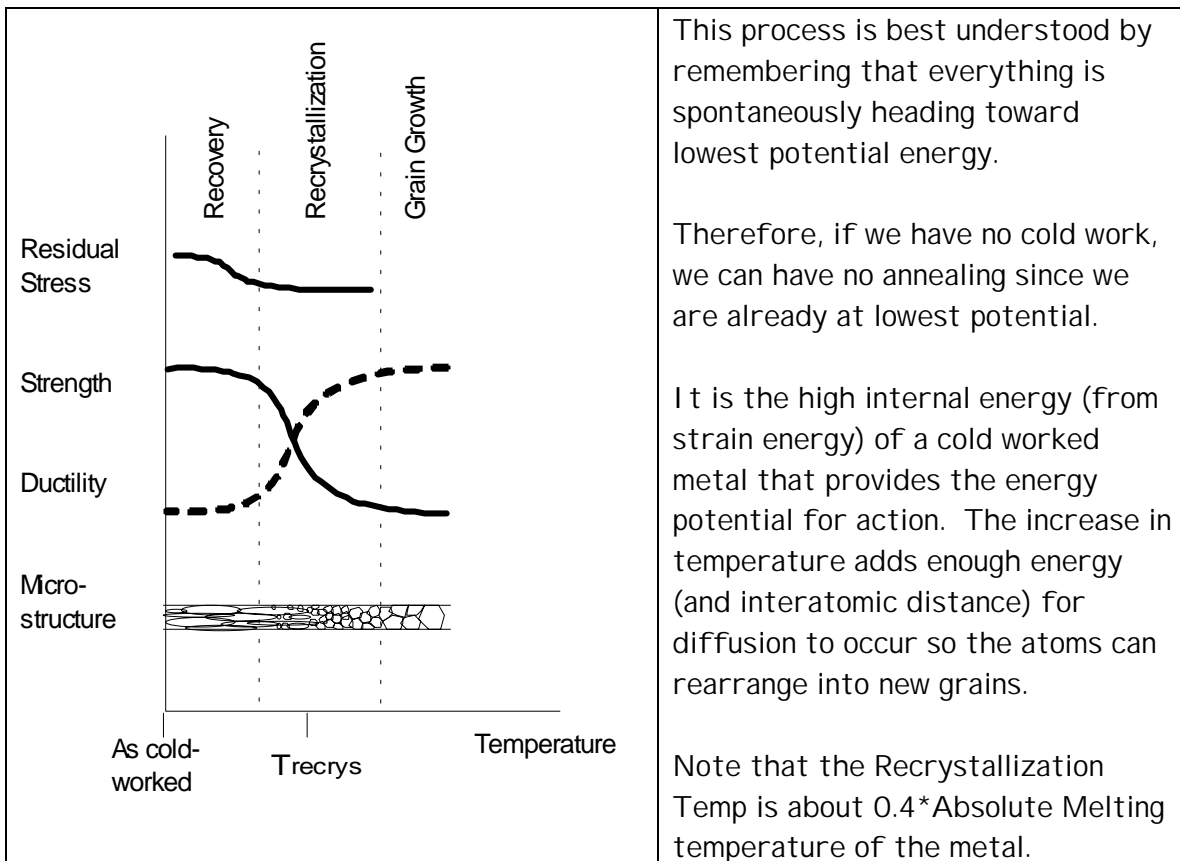 Recovery
Recrystallization
Grain Growth
Residual
Stress
Strength
Ductility
Micro-
structure
As cold-
worked
Trecrys
Temperature
This process is best understood by
remembering that everything is
spontaneously heading toward
lowest potential energy.
Therefore, if we have no cold work,
we can have no annealing since we
are already at lowest potential.
It is the high internal energy (from
strain energy) of a cold worked
metal that provides the energy
potential for action. The increase in
temperature adds enough energy
(and interatomic distance) for
diffusion to occur so the atoms can
rearrange into new grains.
Note that the Recrystallization
Temp is about 0.4*Absolute Melting
temperature of the metal.